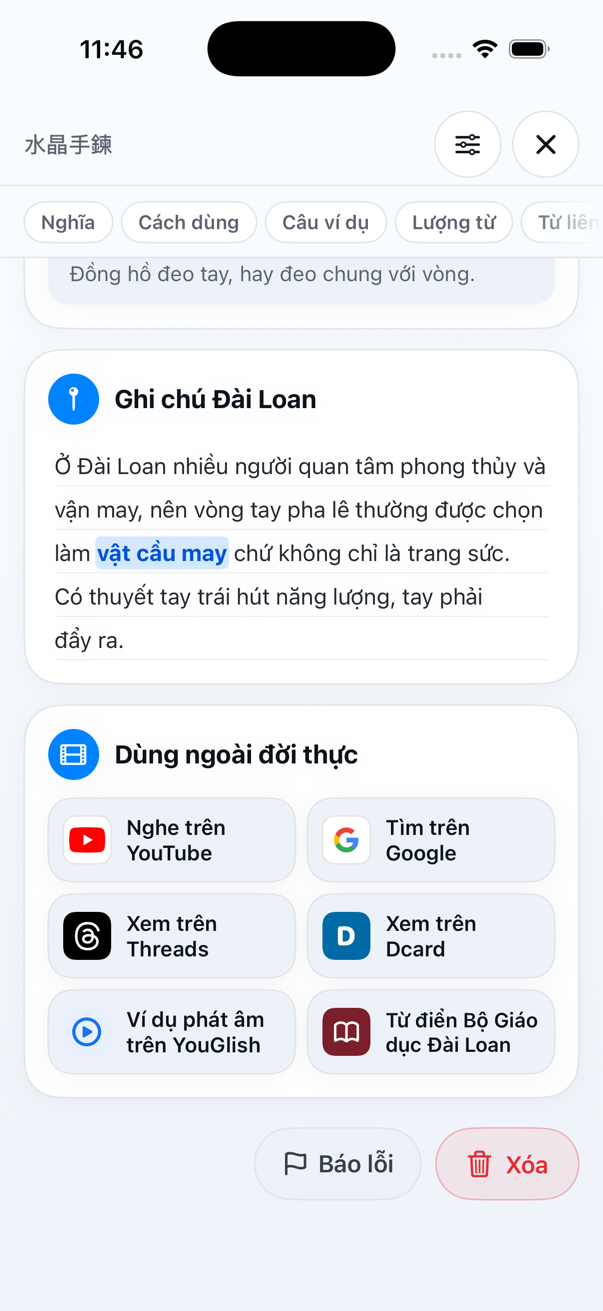 11:46
水晶手鍊
Nghĩa
Cách dùng
Câu ví dụ
Lượng từ
Từ liên
Đồng hồ đeo tay, hay đeo chung với vòng.
Ghi chú Đài Loan
Ở Đài Loan nhiều người quan tâm phong thủy và
vận may, nên vòng tay pha lê thường được chọn
làm vật cầu may chứ không chỉ là trang sức.
Có thuyết tay trái hút năng lượng, tay phải
đẩy ra.
Dùng ngoài đời thực
Nghe trên
YouTube
Tìm trên
Google
Xem trên
Threads
D
Xem trên
Dcard
Ví dụ phát âm
trên YouGlish
Từ điển Bộ Giáo
dục Đài Loan
Báo lỗi
Xóa